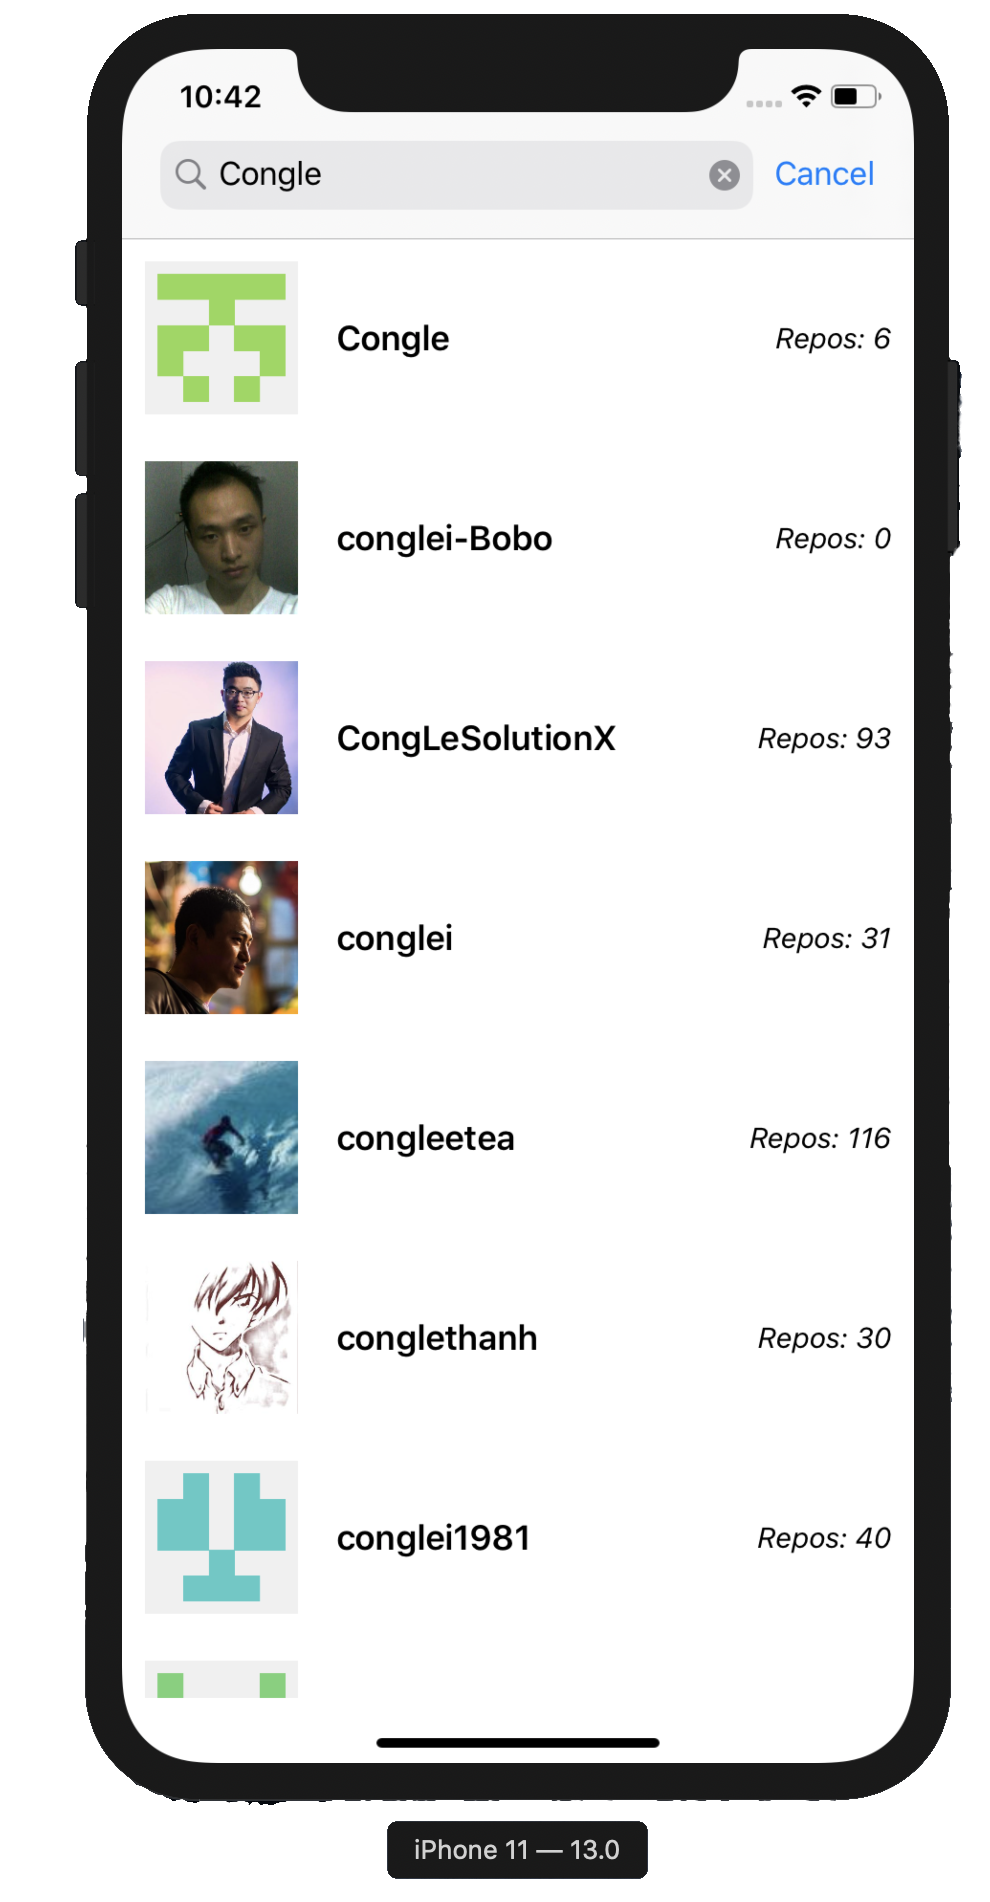 10:42
Congle
Cancel
Congle
Repos: 6
conglei-Bobo
Repos: 0
CongLeSolutionX
Repos: 93
conglei
Repos: 31
congleetea
Repos: 116
conglethanh
Repos: 30
conglei1981
Repos: 40
iPhone 11 — 13.0